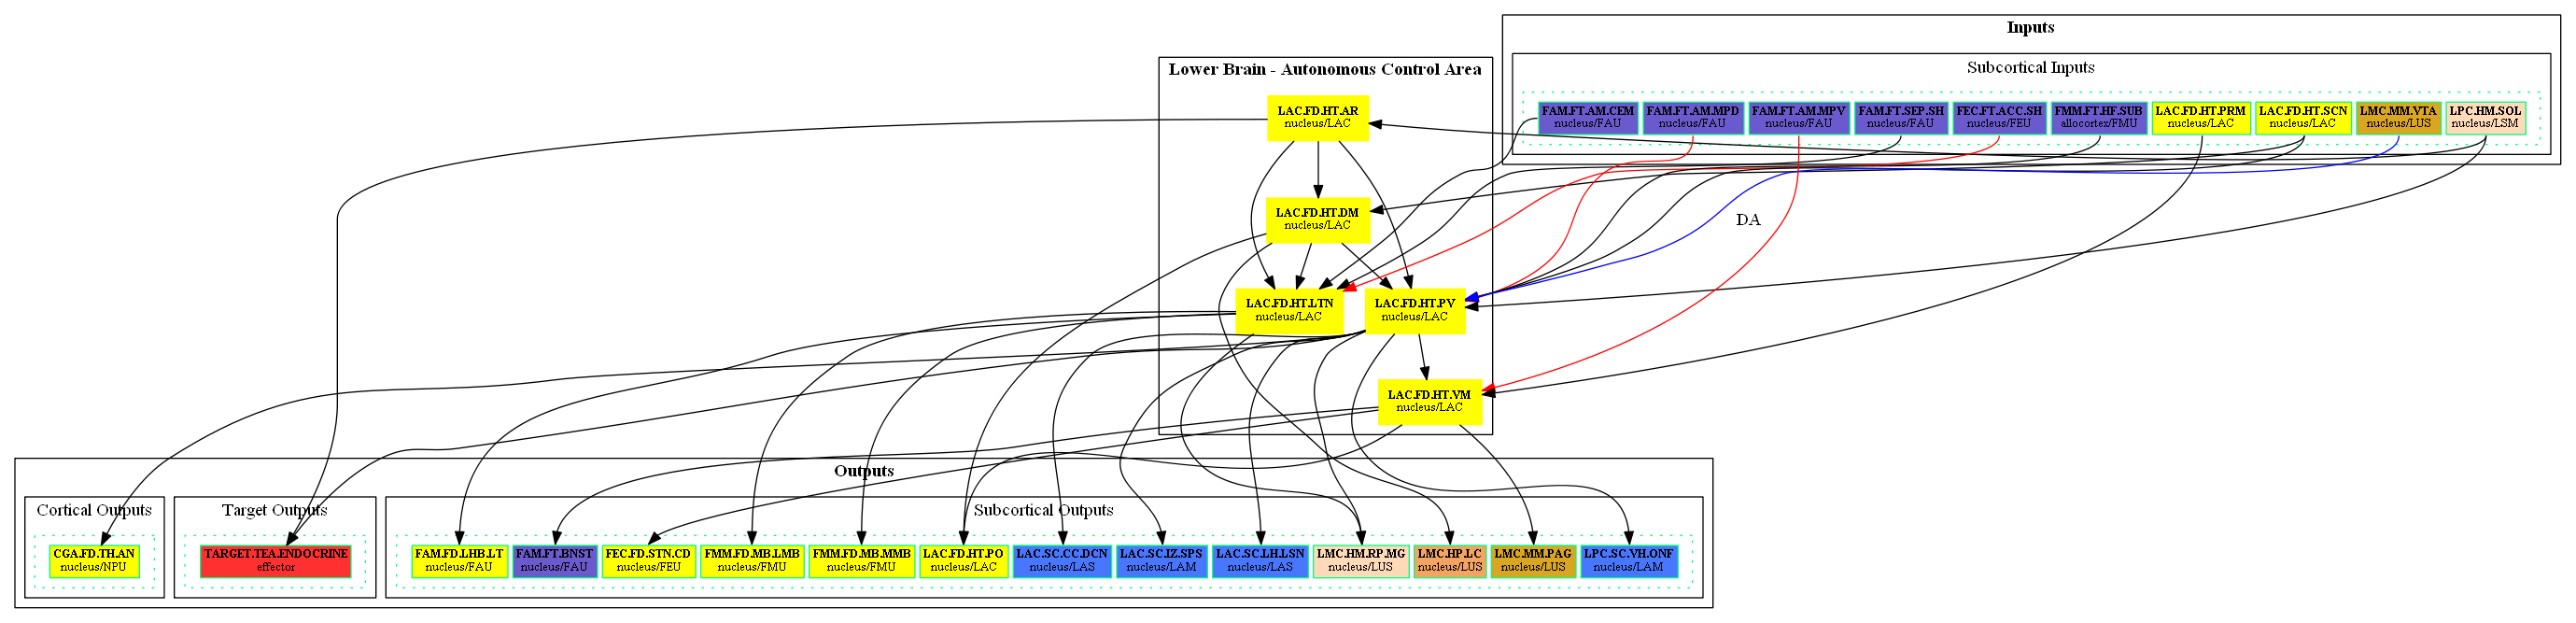 Inputs
Subcortical Inputs
FAM.FT.AM.CEM
nucleus/FAU
FAM.FT.AM.MPD
nucleus/FAU
FAM.FT.AM.MPV
nucleus/FAU
FAM.FT.SEP.SH
nucleus/FAU
FEC.FT.ACC.SH
nucleus/FEU
FMM.FT.HF.SUB
allocortex/FMU
LAC.FD.HT.PRM
nucleus/LAC
LAC.FD.HT.SCN
nucleus/LAC
LMC.MM.VTA
nucleus/LUS
LPC.HM.SOL
nucleus/LSM
Lower Brain - Autonomous Control Area
LAC.FD.HT.AR
nucleus/LAC
LAC.FD.HT.DM
nucleus/LAC
DA
LAC.FD.HT.LTN
nucleus/LAC
LAC.FD.HT.PV
nucleus/LAC
LAC.FD.HT.VM
nucleus/LAC
Outputs
Cortical Outputs
CGA.FD.TH.AN
nucleus/NPU
Target Outputs
TARGET.TEA.ENDOCRINE
effector
Subcortical Outputs
FAM.FD.LHB.LT
nucleus/FAU
FAM.FT.BNST
nucleus/FAU
FEC.FD.STN.CD
nucleus/FEU
FMM.FD.MB.LMB
nucleus/FMU
FMM.FD.MB.MMB
nucleus/FMU
LAC.FD.HT.PO
nucleus/LAC
LAC.SC.CC.DCN
nucleus/LAS
LAC.SC.IZ.SPS
nucleus/LAM
LAC.SC.LH.LSN
nucleus/LAS
LMC.HM.RP.MG
nucleus/LUS
LMC.HP.LC
nucleus/LUS
LMC.MM.PAG
nucleus/LUS
LPC.SC.VH.ONF
nucleus/LAM